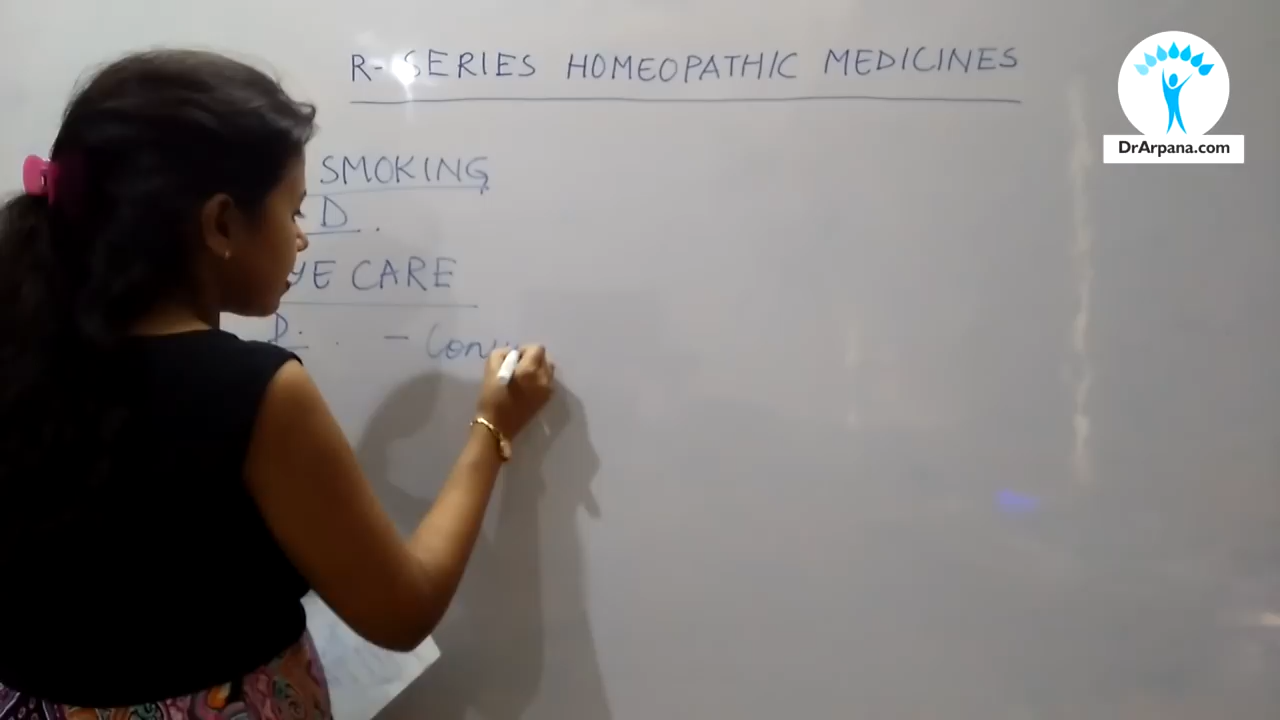 R- SERIES HOMEOPATHIC MEDICINES
SMOKING
D.
YE CARE
D. -
DrArpana.com